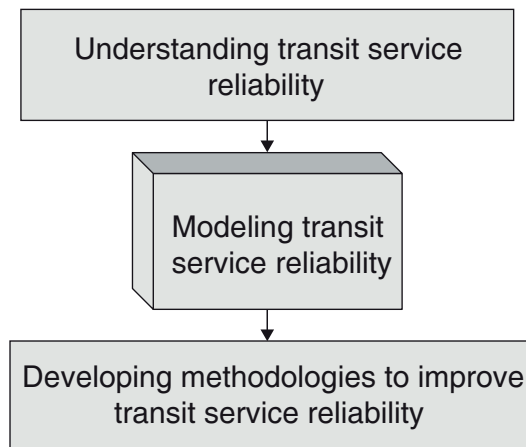 Understanding transit service
reliability
Modeling transit
service reliability
Developing methodologies to improve
transit service reliability